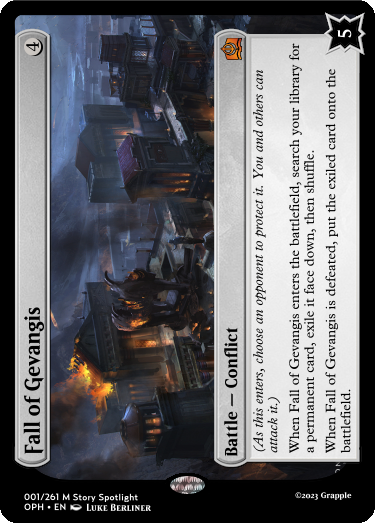 Fall of Gevangis
4
Battle — Conflict
(As this enters, choose an opponent to protect it. You and others can
attack it.)
When Fall of Gevangis enters the battlefield, search your library for
a permanent card, exile it face down, then shuffle.
When Fall of Gevangis is defeated, put the exiled card onto the
battlefield.
5
001/261 M Story Spotlight
OPH • EN LUKE BERLINER
©2023 Grapple